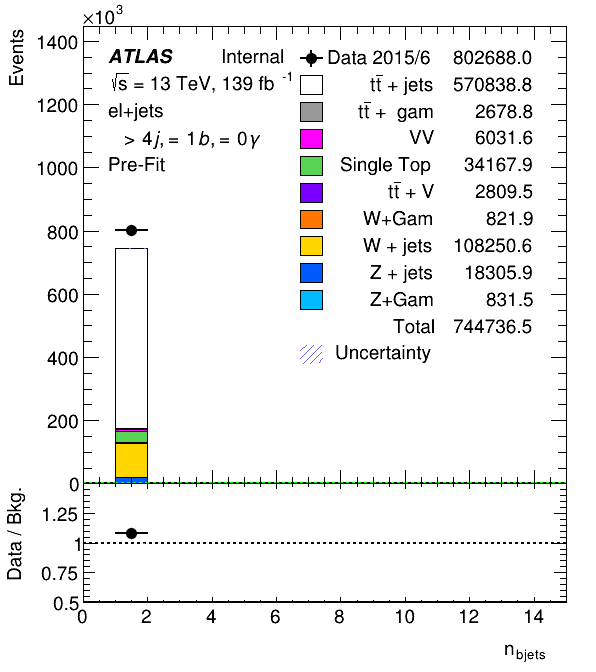 ×10³
Events
1400
1200
1000
800
600
400
200
0
ATLAS Internal
√s = 13 TeV, 139 fb⁻¹
el+jets
> 4j, = 1b, = 0γ
Pre-Fit
Data 2015/6 802688.0
tt̄ + jets 570838.8
tt̄ + gam 2678.8
VV 6031.6
Single Top 34167.9
tt̄ + V 2809.5
W+Gam 821.9
W + jets 108250.6
Z + jets 18305.9
Z+Gam 831.5
Total 744736.5
Uncertainty
Data / Bkg.
1.25
1
0.75
0.5
0 2 4 6 8 10 12 14
n_bjets